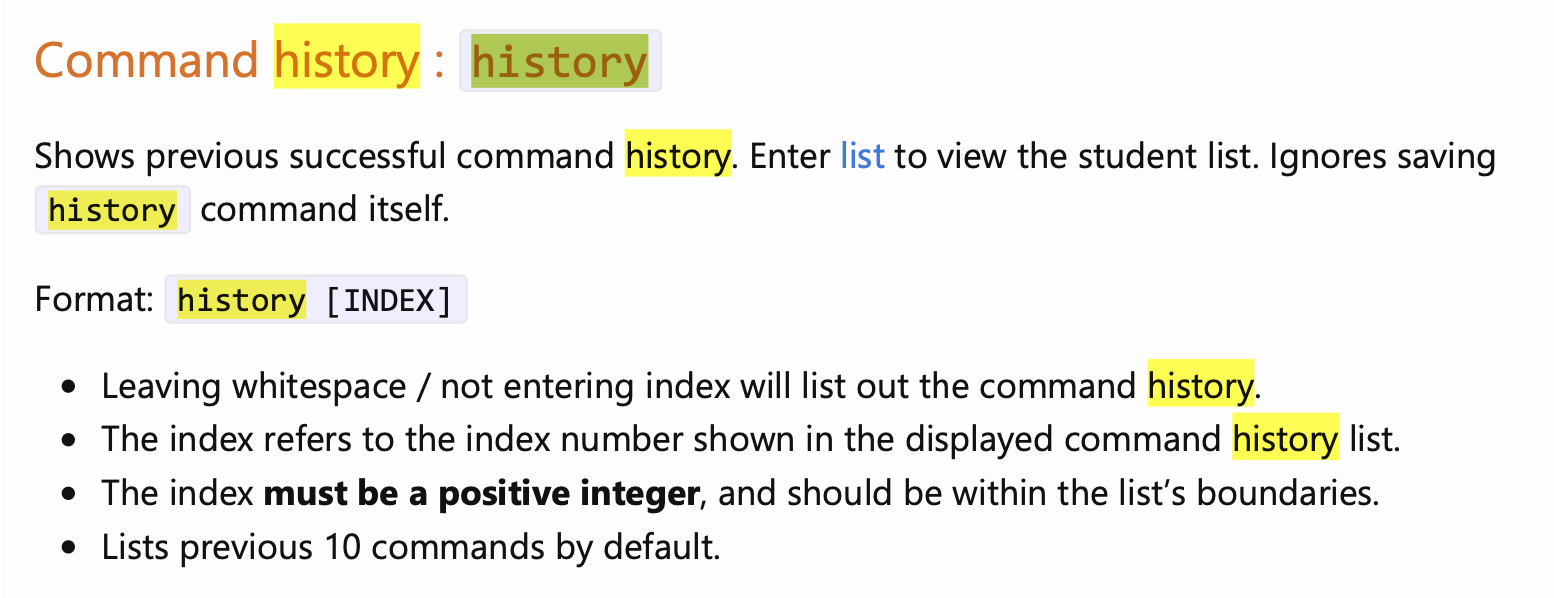 Command history : history
Shows previous successful command history. Enter list to view the student list. Ignores saving
history command itself.
Format: history [INDEX]
• Leaving whitespace / not entering index will list out the command history.
• The index refers to the index number shown in the displayed command history list.
• The index must be a positive integer, and should be within the list’s boundaries.
• Lists previous 10 commands by default.